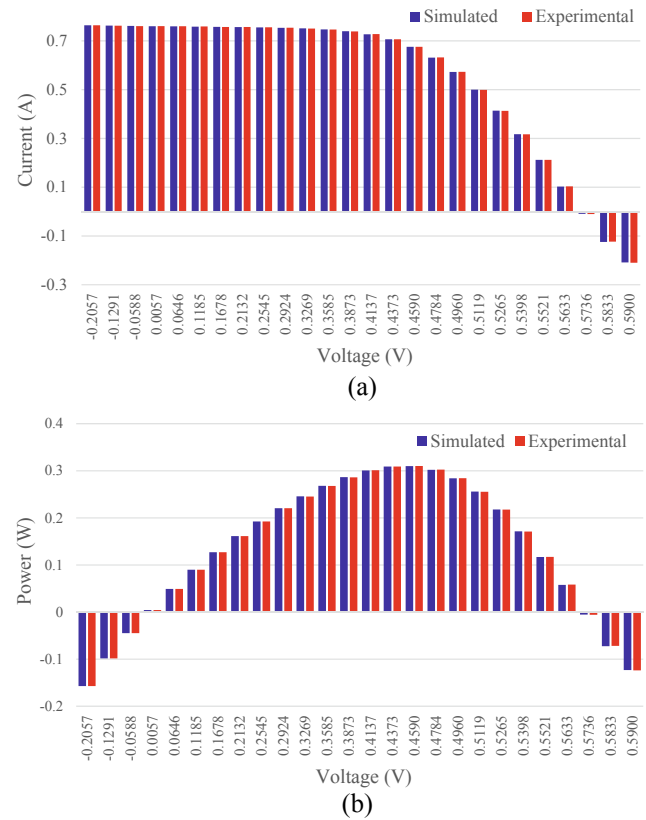 Simulated Experimental
0.7
0.5
0.3
0.1
-0.1
-0.3
Current (A)
-0.2057 -0.1291 -0.0588 0.0057 0.0646 0.1185 0.1678 0.2132 0.2545 0.2924 0.3269 0.3585 0.3873 0.4137 0.4373 0.4590 0.4784 0.4960 0.5119 0.5265 0.5398 0.5521 0.5633 0.5736 0.5833 0.5900
Voltage (V)
(a)
0.4
Simulated Experimental
0.3
0.2
0.1
0
-0.1
-0.2
Power (W)
-0.2057 -0.1291 -0.0588 0.0057 0.0646 0.1185 0.1678 0.2132 0.2545 0.2924 0.3269 0.3585 0.3873 0.4137 0.4373 0.4590 0.4784 0.4960 0.5119 0.5265 0.5398 0.5521 0.5633 0.5736 0.5833 0.5900
Voltage (V)
(b)